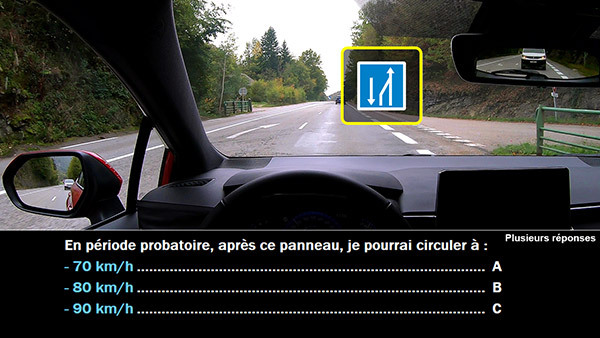 Plusieurs réponses
En période probatoire, après ce panneau, je pourrai circuler à :
- 70 km/h ........................................................................................ A
- 80 km/h ........................................................................................ B
- 90 km/h ........................................................................................ C